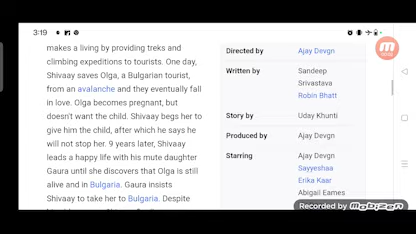 3:19
makes a living by providing treks and
climbing expeditions to tourists. One day,
Shivaay saves Olga, a Bulgarian tourist,
from an avalanche and they eventually fall
in love. Olga becomes pregnant, but
doesn't want the child. Shivaay begs her to
give him the child, after which he says he
will not stop her. 9 years later, Shivaay
leads a happy life with his mute daughter
Gaura until she discovers that Olga is still
alive and in Bulgaria. Gaura insists
Shivaay to take her to Bulgaria. Despite
Directed by Ajay Devgn
Written by Sandeep
Srivastava
Robin Bhatt
Story by Uday Khunti
Produced by Ajay Devgn
Starring Ajay Devgn
Sayyeshaa
Erika Kaar
Abigail Eames
Recorded by mobizen